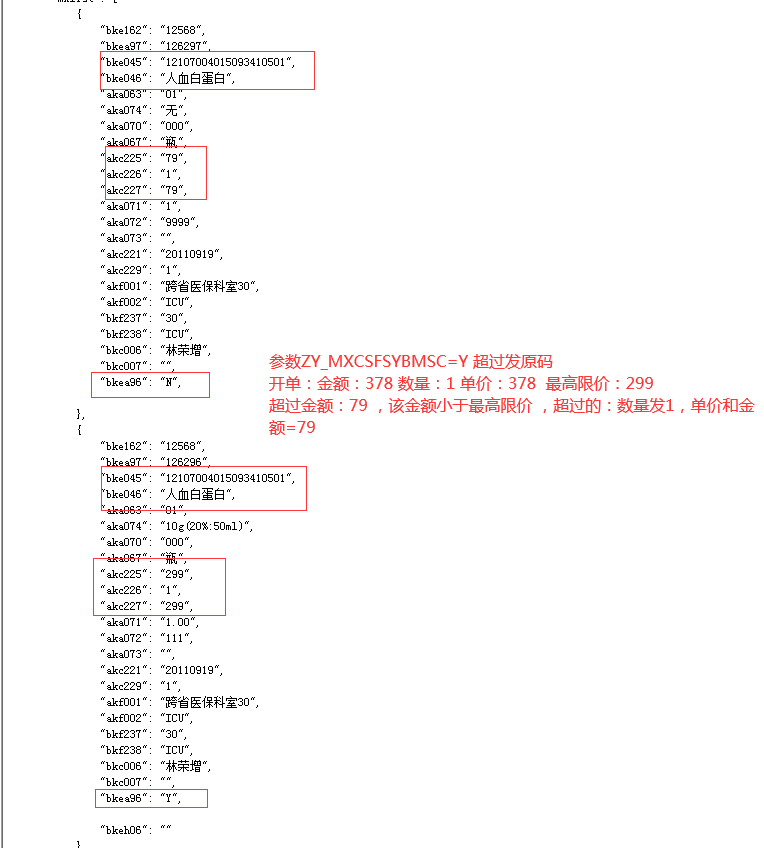 {
"bke162": "12568",
"bkea97": "126297",
"bke045": "12107004015093410501",
"bke046": "人血白蛋白",
"aka063": "01",
"aka074": "无",
"aka070": "000",
"aka067": "瓶",
"akc225": "79",
"akc226": "1",
"akc227": "79",
"aka071": "1",
"aka072": "9999",
"aka073": "",
"akc221": "20110919",
"akc229": "1",
"akf001": "跨省医保科室30",
"akf002": "ICU",
"bkf237": "30",
"bkf238": "ICU",
"bkc006": "林荣增",
"bkc007": "",
"bkea96": "N",
参数ZY_MXCSFSYBMSC=Y 超过发原码
开单：金额：378 数量：1 单价：378 最高限价：299
超过金额：79 ，该金额小于最高限价 ，超过的：数量发1，单价和金
额=79
},
{
"bke162": "12568",
"bkea97": "126296",
"bke045": "12107004015093410501",
"bke046": "人血白蛋白",
"aka063": "01",
"aka074": "10g(20%:50ml)",
"aka070": "000",
"aka067": "瓶",
"akc225": "299",
"akc226": "1",
"akc227": "299",
"aka071": "1.00",
"aka072": "111",
"aka073": "",
"akc221": "20110919",
"akc229": "1",
"akf001": "跨省医保科室30",
"akf002": "ICU",
"bkf237": "30",
"bkf238": "ICU",
"bkc006": "林荣增",
"bkc007": "",
"bkea96": "Y",
"bkeh06": ""
}